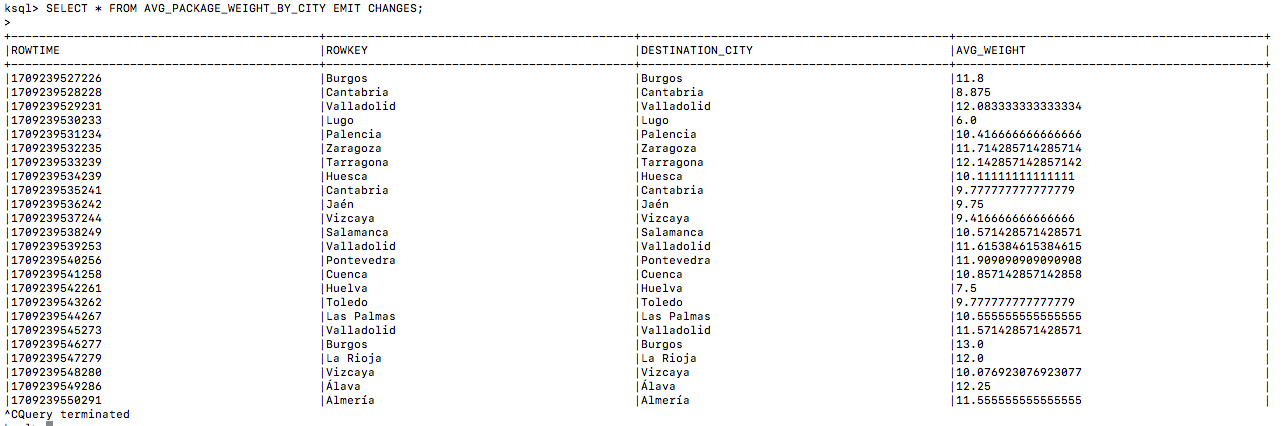 ksql> SELECT * FROM AVG_PACKAGE_WEIGHT_BY_CITY EMIT CHANGES;
>
|ROWTIME |ROWKEY |DESTINATION_CITY |AVG_WEIGHT |
|1709239527226 |Burgos |Burgos |11.8 |
|1709239528228 |Cantabria |Cantabria |8.875 |
|1709239529231 |Valladolid |Valladolid |12.083333333333334 |
|1709239530233 |Lugo |Lugo |6.0 |
|1709239531234 |Palencia |Palencia |10.416666666666666 |
|1709239532235 |Zaragoza |Zaragoza |11.714285714285714 |
|1709239533239 |Tarragona |Tarragona |12.142857142857142 |
|1709239534239 |Huesca |Huesca |10.11111111111111 |
|1709239535241 |Cantabria |Cantabria |9.777777777777779 |
|1709239536242 |Jaén |Jaén |9.75 |
|1709239537244 |Vizcaya |Vizcaya |9.416666666666666 |
|1709239538249 |Salamanca |Salamanca |10.571428571428571 |
|1709239539253 |Valladolid |Valladolid |11.615384615384615 |
|1709239540256 |Pontevedra |Pontevedra |11.909090909090908 |
|1709239541258 |Cuenca |Cuenca |10.857142857142858 |
|1709239542261 |Huelva |Huelva |7.5 |
|1709239543262 |Toledo |Toledo |9.777777777777779 |
|1709239544267 |Las Palmas |Las Palmas |10.555555555555555 |
|1709239545273 |Valladolid |Valladolid |11.571428571428571 |
|1709239546277 |Burgos |Burgos |13.0 |
|1709239547279 |La Rioja |La Rioja |12.0 |
|1709239548280 |Vizcaya |Vizcaya |10.076923076923077 |
|1709239549286 |Álava |Álava |12.25 |
|1709239550291 |Almería |Almería |11.555555555555555 |
^CQuery terminated